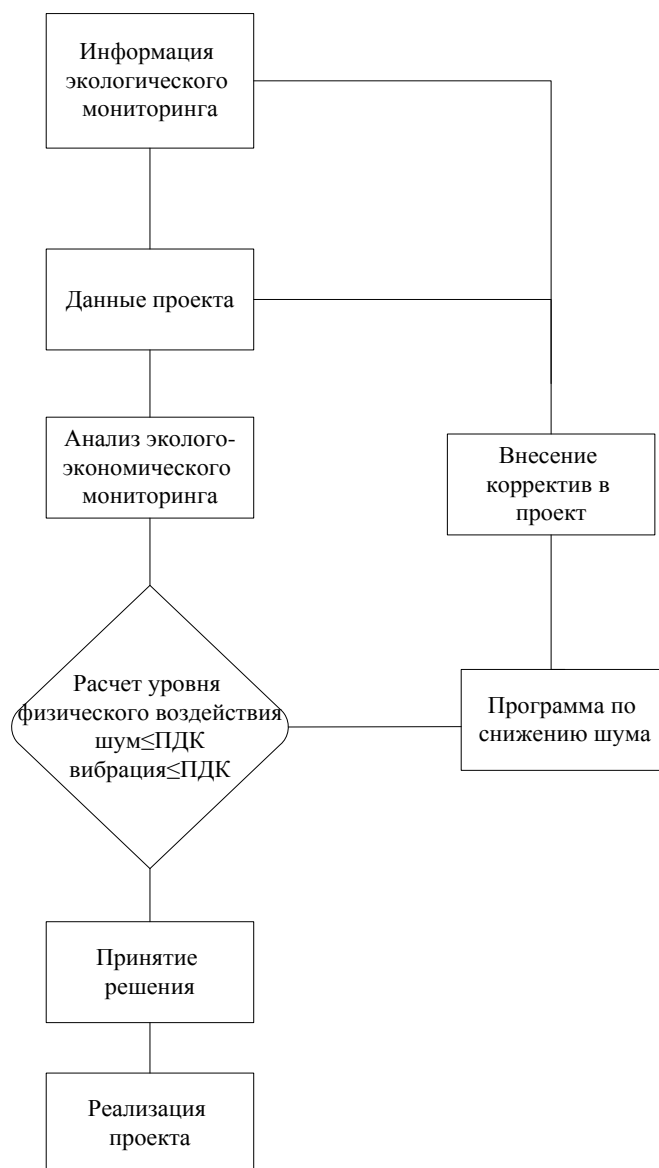 Информация
экологического
мониторинга
Данные проекта
Анализ эколого-
экономического
мониторинга
Внесение
корректив в
проект
Расчет уровня
физического воздействия
шум≤ПДК
вибрация≤ПДК
Программа по
снижению шума
Принятие
решения
Реализация
проекта